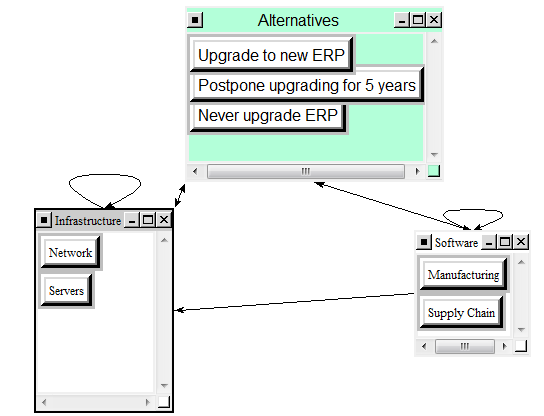 Alternatives
Upgrade to new ERP
Postpone upgrading for 5 years
Never upgrade ERP
Infrastructure
Network
Servers
Software
Manufacturing
Supply Chain